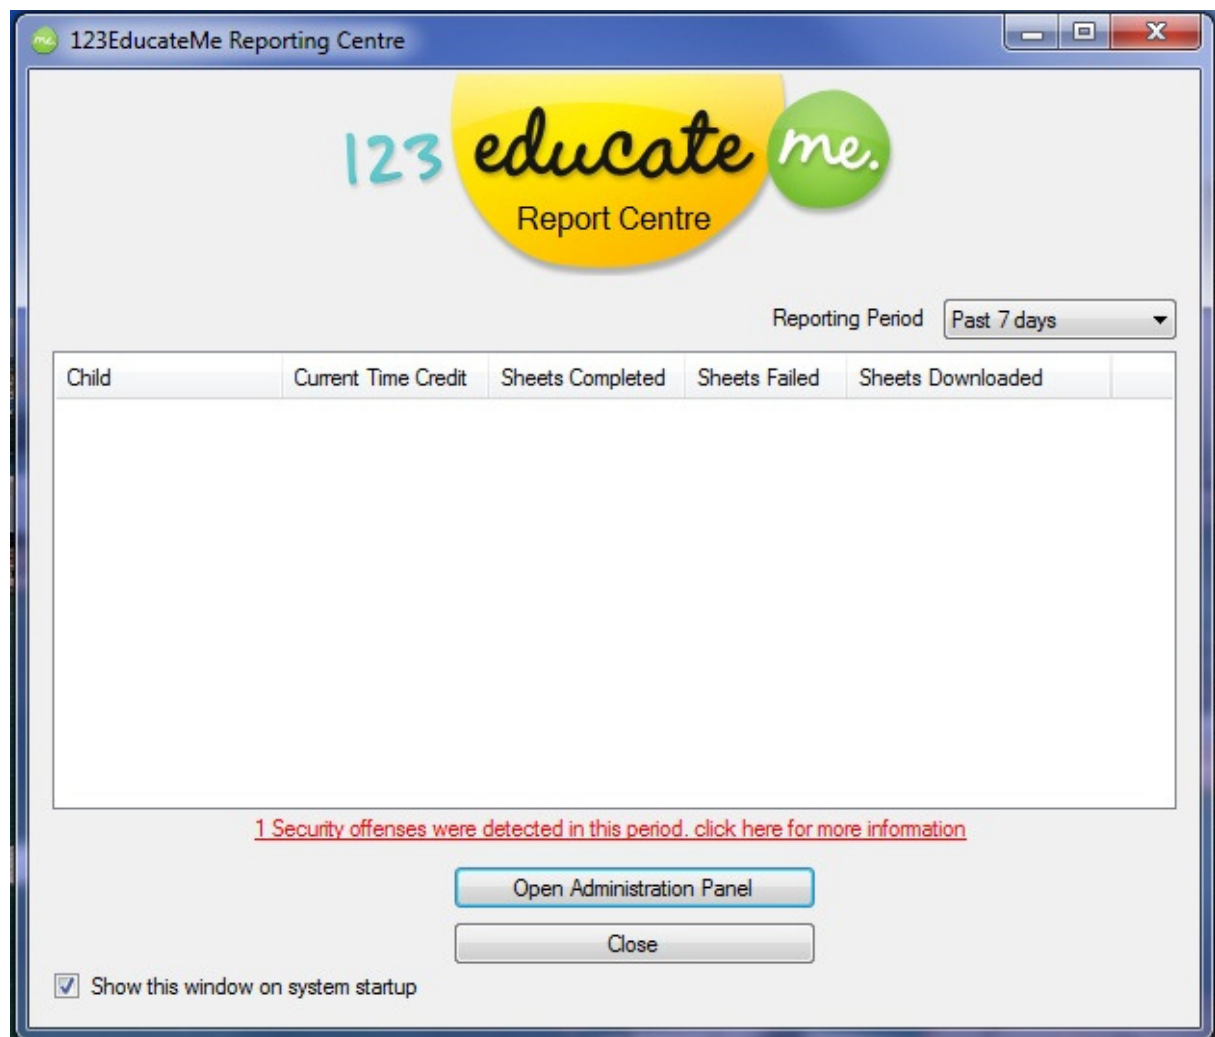 me. 123EducateMe Reporting Centre
123 educate me.
Report Centre
Reporting Period Past 7 days
Child Current Time Credit Sheets Completed Sheets Failed Sheets Downloaded
1 Security offenses were detected in this period. click here for more information
Open Administration Panel
Close
Show this window on system startup